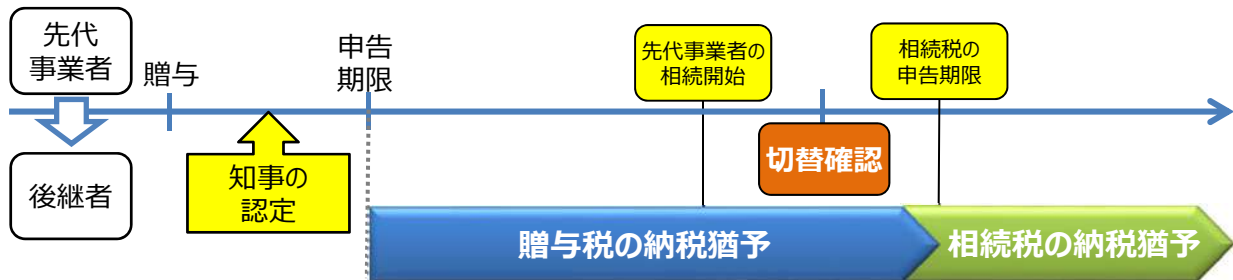 先代
事業者
贈与
申告
期限
先代事業者の
相続開始
相続税の
申告期限
後継者
知事の
認定
切替確認
贈与税の納税猶予
相続税の納税猶予